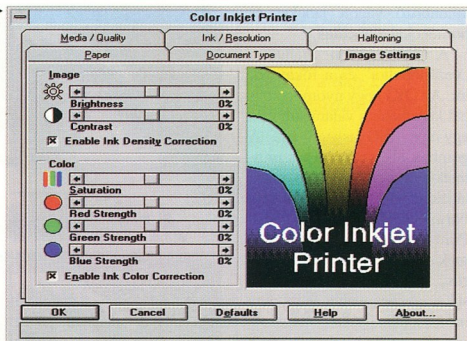 Color Inkjet Printer
Media / Quality
Ink / Resolution
Halftoning
Paper
Document Type
Image Settings
Image
Brightness 0%
Contrast 0%
Enable Ink Density Correction
Color
Saturation 0%
Red Strength 0%
Green Strength 0%
Blue Strength 0%
Enable Ink Color Correction
Color Inkjet
Printer
OK
Cancel
Defaults
Help
About...